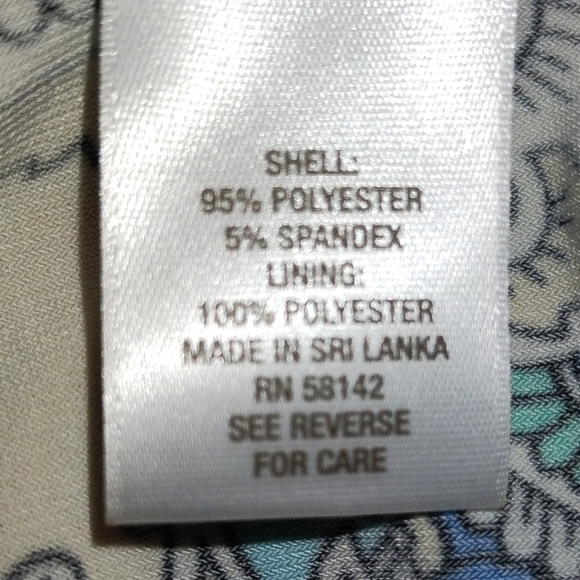 SHELL:
95% POLYESTER
5% SPANDEX
LINING:
100% POLYESTER
MADE IN SRI LANKA
RN 58142
SEE REVERSE
FOR CARE